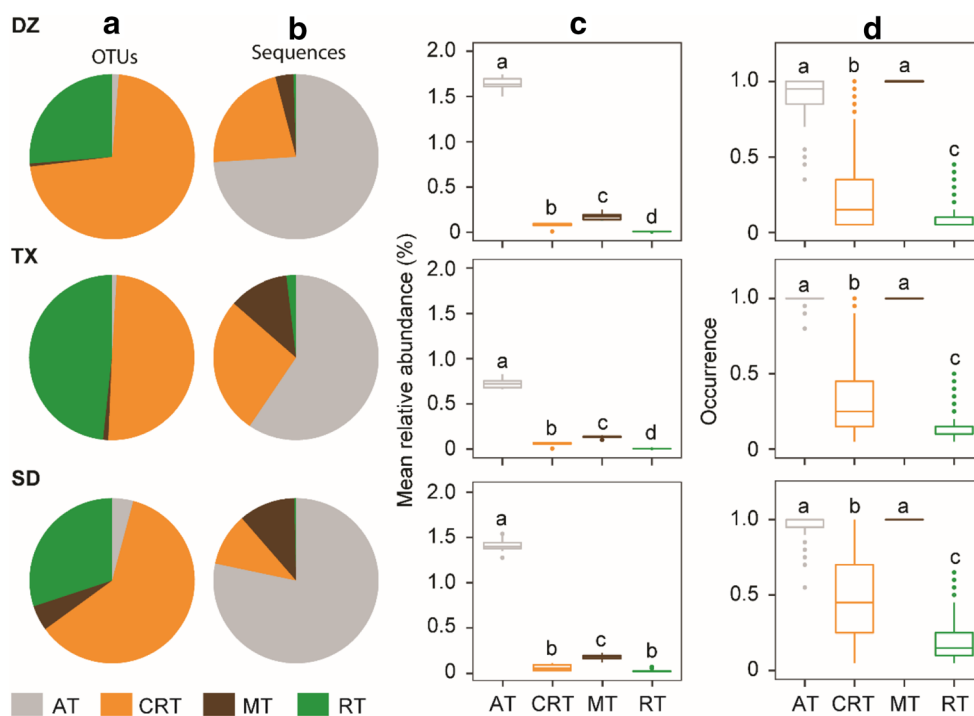 a b c d
DZ OTUs Sequences
2.0 1.5 1.0 0.5 0
a b c d
1.0 0.5 0
a b a c
TX
2.0 1.5 1.0 0.5 0
a b c d
1.0 0.5 0
a b a c
Mean relative abundance (%)
Occurrence
SD
2.0 1.5 1.0 0.5 0
a b c b
1.0 0.5 0
a b a c
AT CRT MT RT
AT CRT MT RT
AT CRT MT RT